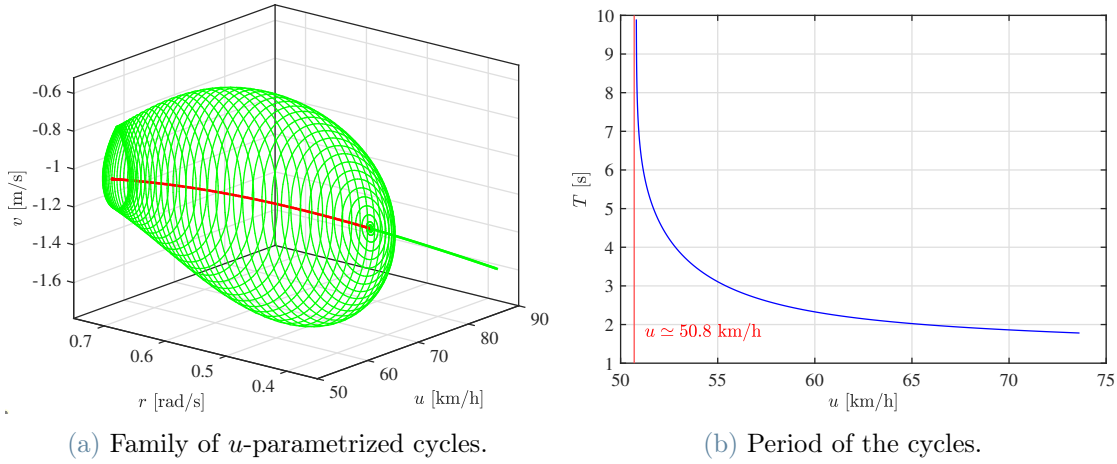 -0.6
-0.8
-1
-1.2
-1.4
-1.6
v [m/s]
0.7
0.6
0.5
0.4
r [rad/s]
50
60
70
80
90
u [km/h]
(a) Family of u-parametrized cycles.
10
9
8
7
6
5
4
3
2
1
T [s]
u ≃ 50.8 km/h
50 55 60 65 70 75
u [km/h]
(b) Period of the cycles.